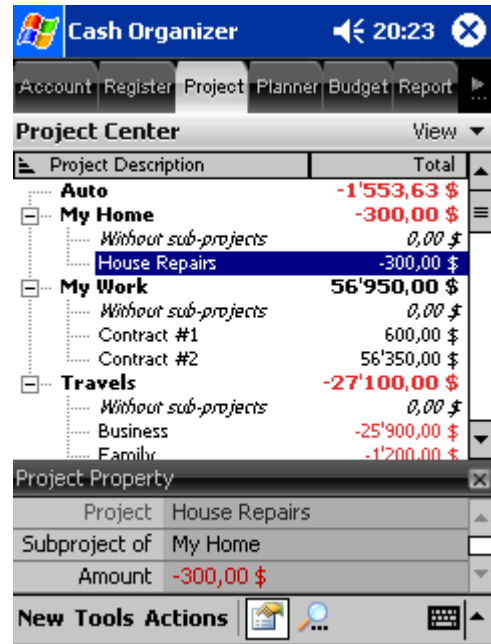 Cash Organizer 20:23
Account Register Project Planner Budget Report
Project Center View
Project Description Total
Auto -1'553,63 $
My Home -300,00 $
Without sub-projects 0,00 $
House Repairs -300,00 $
My Work 56'950,00 $
Without sub-projects 0,00 $
Contract #1 600,00 $
Contract #2 56'350,00 $
Travels -27'100,00 $
Without sub-projects 0,00 $
Business -25'900,00 $
Family -1'200,00 $
Project Property
Project House Repairs
Subproject of My Home
Amount -300,00 $
New Tools Actions